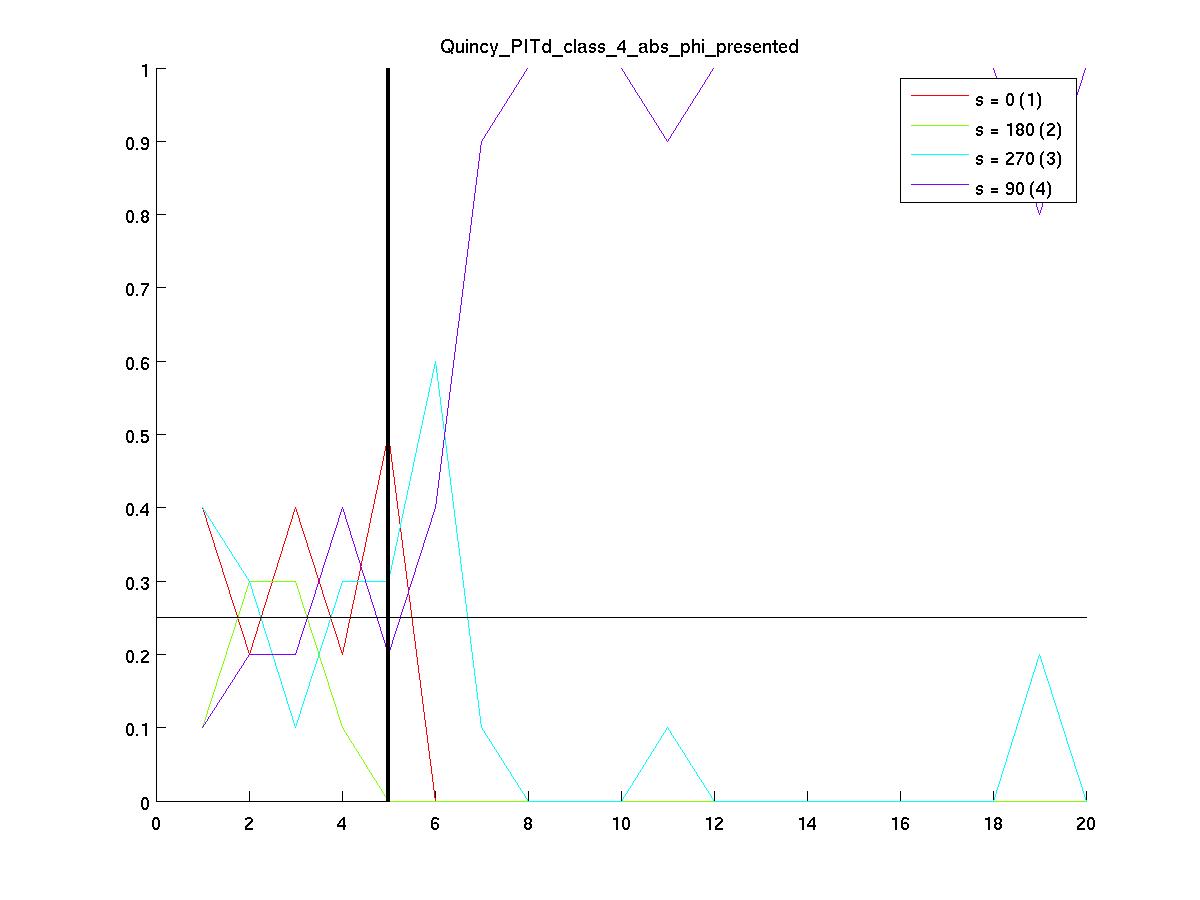 Quincy_PITd_class_4_abs_phi_presented
1
0.9
0.8
0.7
0.6
0.5
0.4
0.3
0.2
0.1
0
s = 0 (1)
s = 180 (2)
s = 270 (3)
s = 90 (4)
0 2 4 6 8 10 12 14 16 18 20